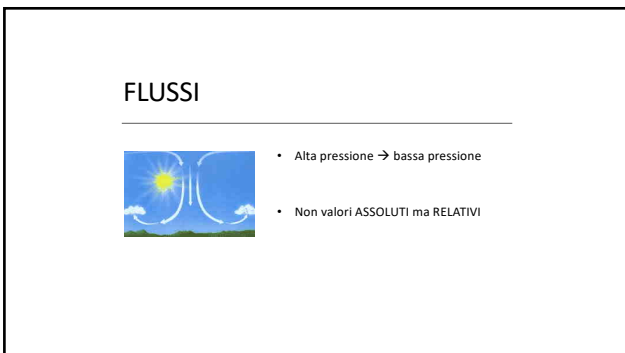 FLUSSI
• Alta pressione → bassa pressione
• Non valori ASSOLUTI ma RELATIVI